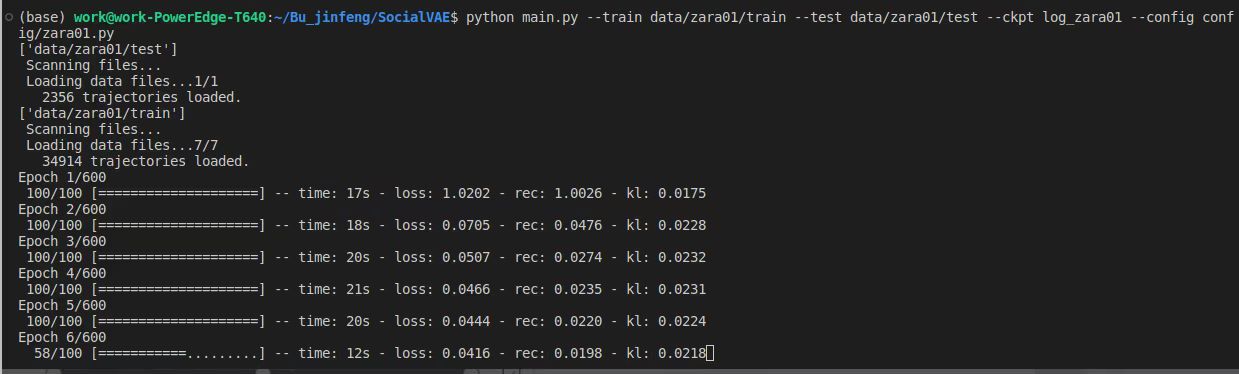 (base) work@work-PowerEdge-T640:~/Bu_jinfeng/SocialVAE$ python main.py --train data/zara01/train --test data/zara01/test --ckpt log_zara01 --config conf
ig/zara01.py
['data/zara01/test']
 Scanning files...
 Loading data files...1/1
   2356 trajectories loaded.
['data/zara01/train']
 Scanning files...
 Loading data files...7/7
   34914 trajectories loaded.
Epoch 1/600
 100/100 [====================] -- time: 17s - loss: 1.0202 - rec: 1.0026 - kl: 0.0175
Epoch 2/600
 100/100 [====================] -- time: 18s - loss: 0.0705 - rec: 0.0476 - kl: 0.0228
Epoch 3/600
 100/100 [====================] -- time: 20s - loss: 0.0507 - rec: 0.0274 - kl: 0.0232
Epoch 4/600
 100/100 [====================] -- time: 21s - loss: 0.0466 - rec: 0.0235 - kl: 0.0231
Epoch 5/600
 100/100 [====================] -- time: 20s - loss: 0.0444 - rec: 0.0220 - kl: 0.0224
Epoch 6/600
  58/100 [===========.........] -- time: 12s - loss: 0.0416 - rec: 0.0198 - kl: 0.0218